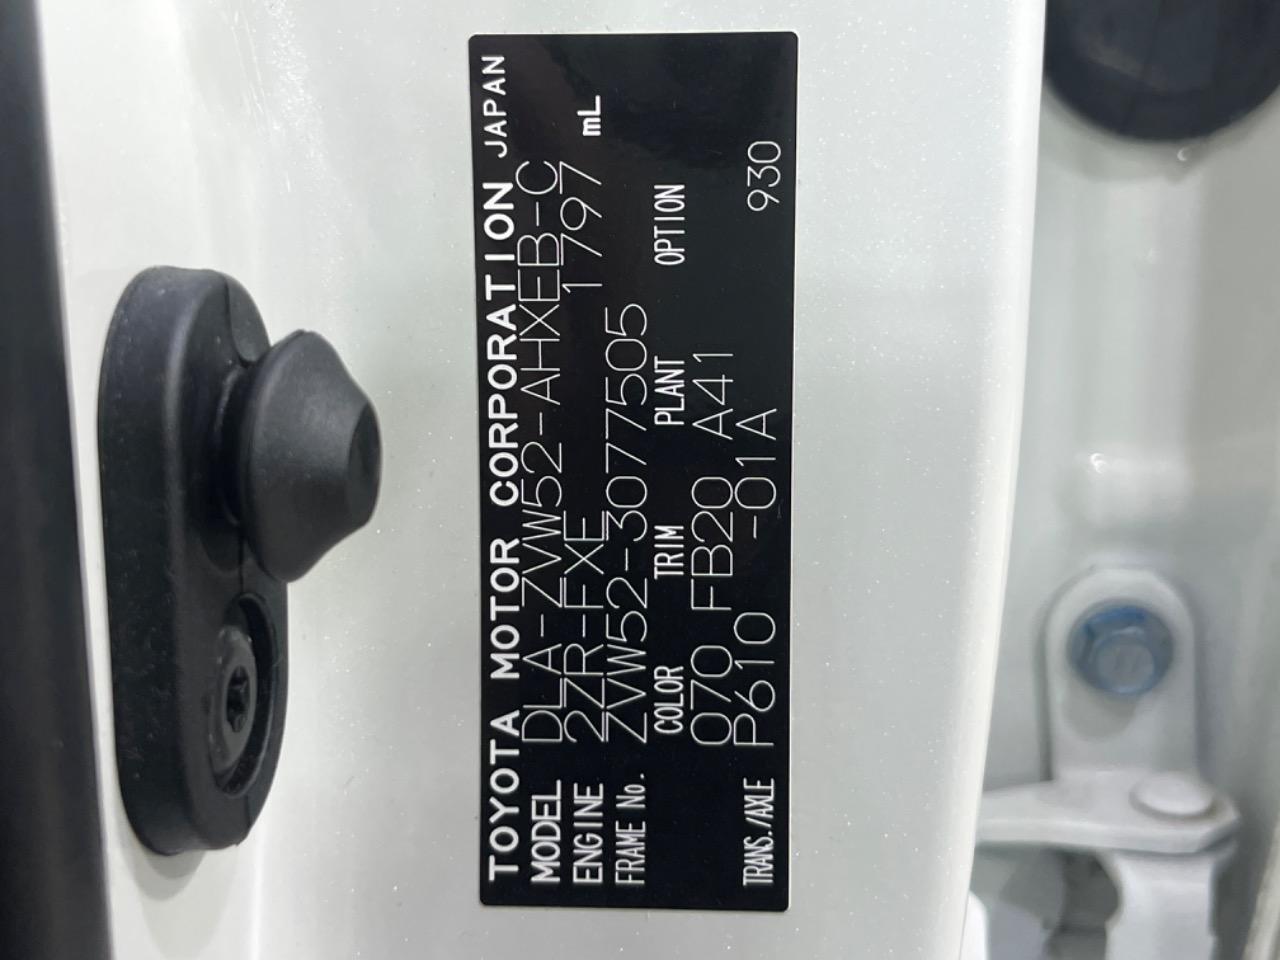 TOYOTA MOTOR CORPORATION JAPAN
MODEL DLA-ZVW52-AHXEB-C
ENGINE 2ZR-FXE 1797 mL
FRAME No. ZVW52-3077505
COLOR TRIM PLANT OPTION
070 FB20 A41
TRANS./AXLE P610 -01A 930